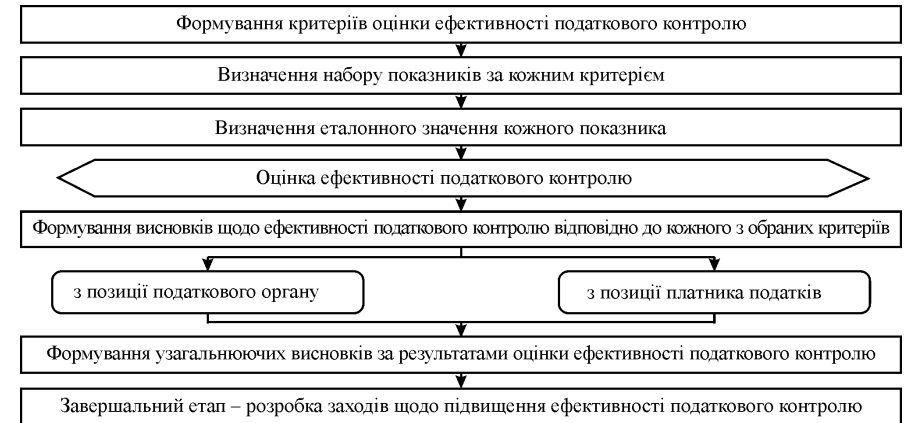 Формування критеріїв оцінки ефективності податкового контролю
Визначення набору показників за кожним критерієм
Визначення еталонного значення кожного показника
Оцінка ефективності податкового контролю
Формування висновків щодо ефективності податкового контролю відповідно до кожного з обраних критеріїв
з позиції податкового органу
з позиції платника податків
Формування узагальнюючих висновків за результатами оцінки ефективності податкового контролю
Завершальний етап – розробка заходів щодо підвищення ефективності податкового контролю